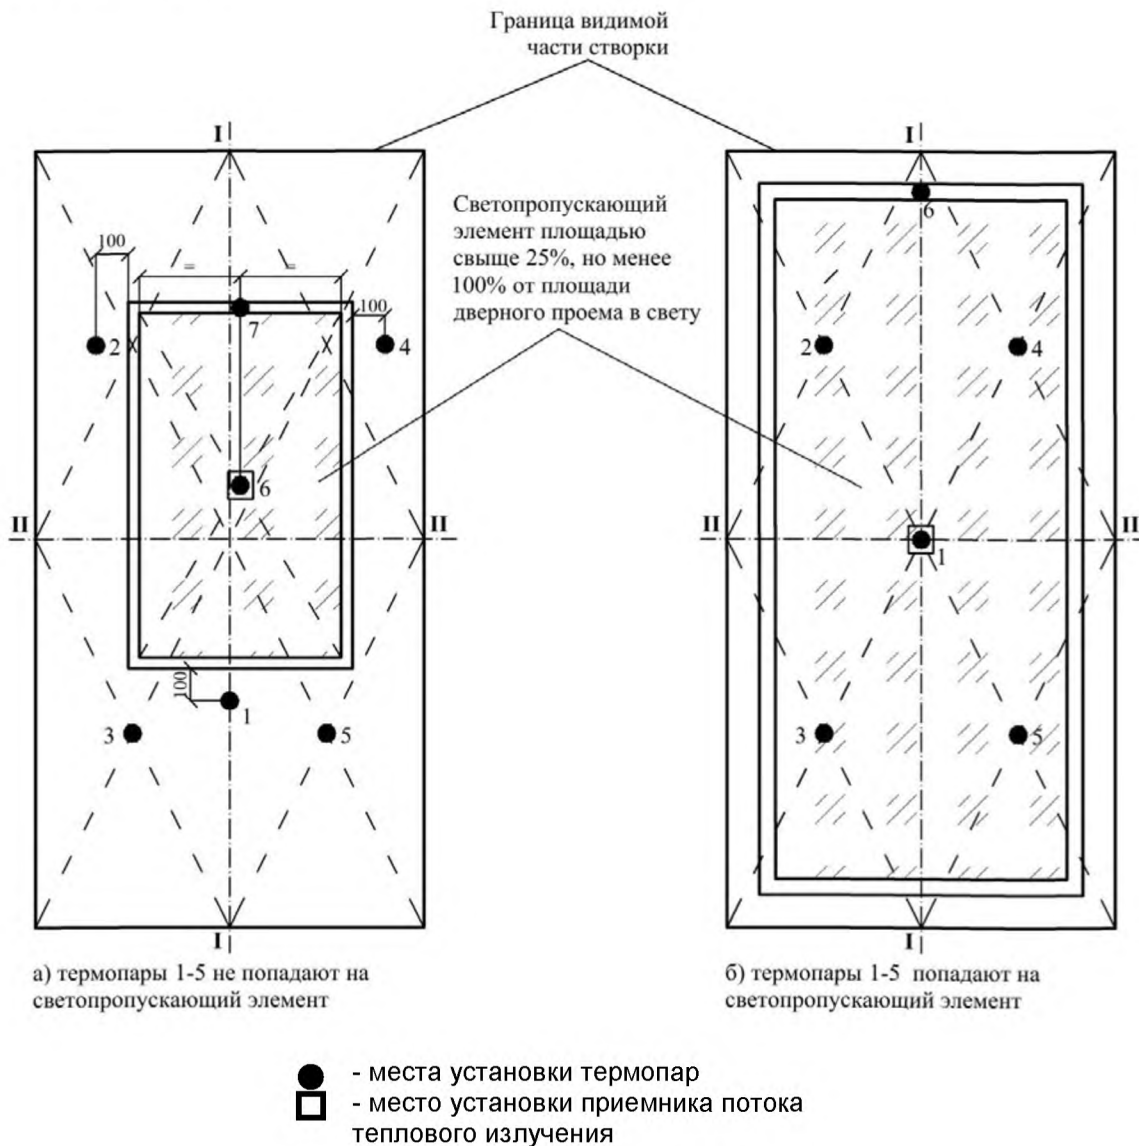 Граница видимой
части створки
I
I
Светопропускающий
элемент площадью
свыще 25%, но менее
100% от площади
дверного проема в свету
100
=
=
100
7
2
4
6
II
II
100
1
3
5
I
6
2
4
II
II
1
3
5
I
а) термопары 1-5 не попадают на
светопропускающий элемент
б) термопары 1-5 попадают на
светопропускающий элемент
- места установки термопар
- место установки приемника потока
теплового излучения